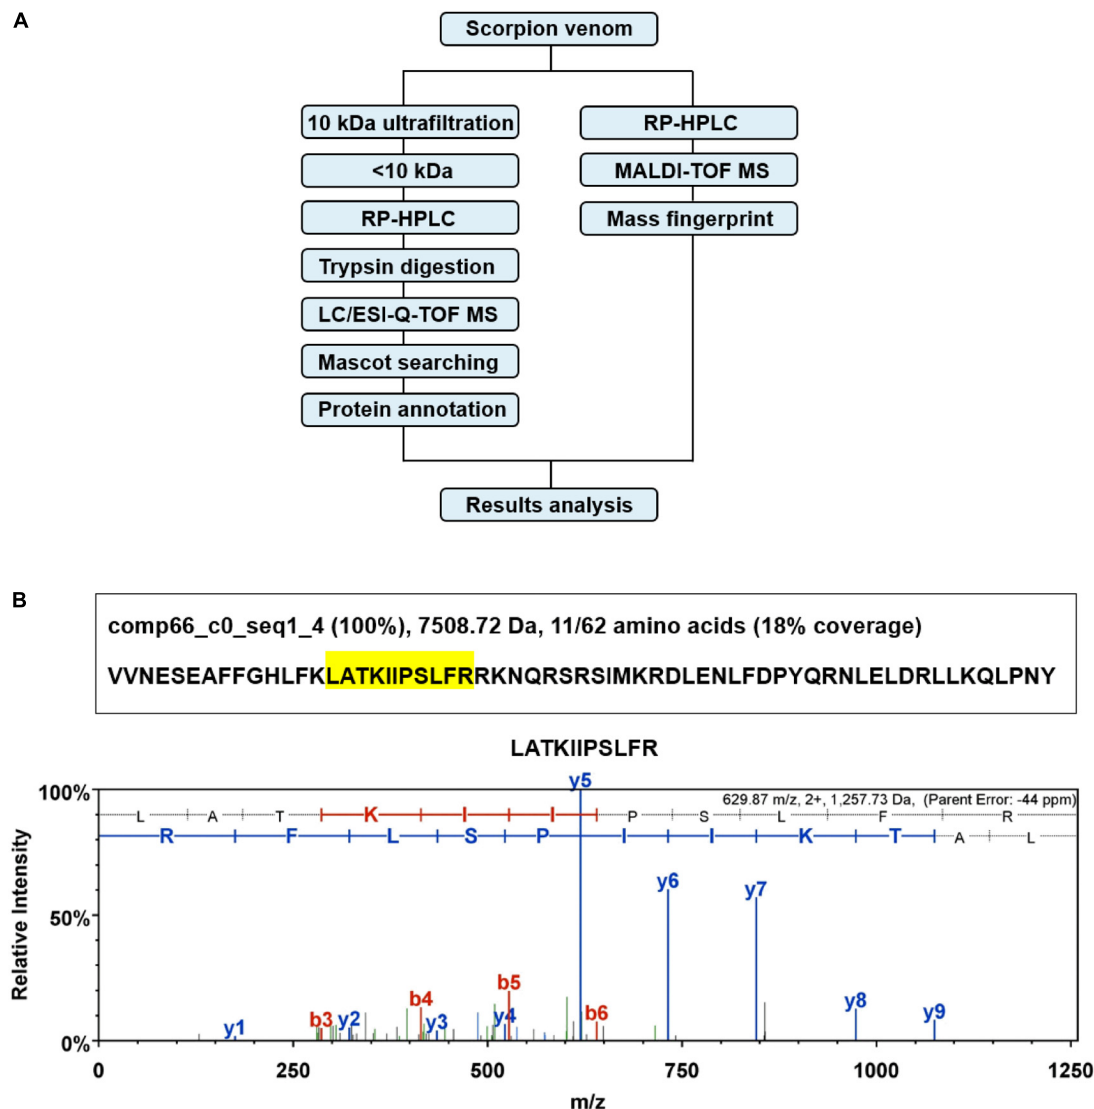 A
Scorpion venom
10 kDa ultrafiltration
<10 kDa
RP-HPLC
Trypsin digestion
LC/ESI-Q-TOF MS
Mascot searching
Protein annotation
RP-HPLC
MALDI-TOF MS
Mass fingerprint
Results analysis
B
comp66_c0_seq1_4 (100%), 7508.72 Da, 11/62 amino acids (18% coverage)
VVNESEAFFGHLFKLATKIIPSLFRRKNQRSRSIMKRDLENLFDPYQRNLELDRLLKQLPNY
LATKIIPSLFR
y5
629.87 m/z, 2+, 1,257.73 Da, (Parent Error: -44 ppm)
L A T K I I P S L F R
R F L S P I I K T A L
y6
y7
b5
b4
b3
y2
y1
y3
y4
b6
y8
y9
100%
50%
0%
Relative Intensity
0 250 500 750 1000 1250
m/z